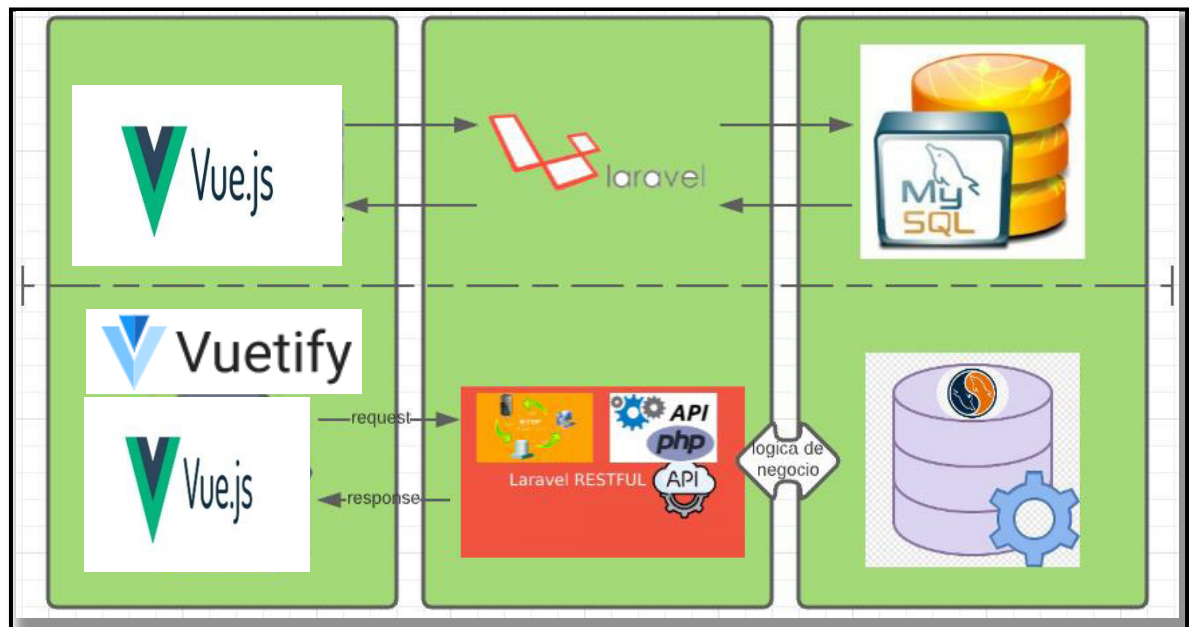 Vue.js
laravel
My
SQL
Vuetify
Vue.js
request
response
API
php
Laravel RESTFUL
API
logica de
negocio